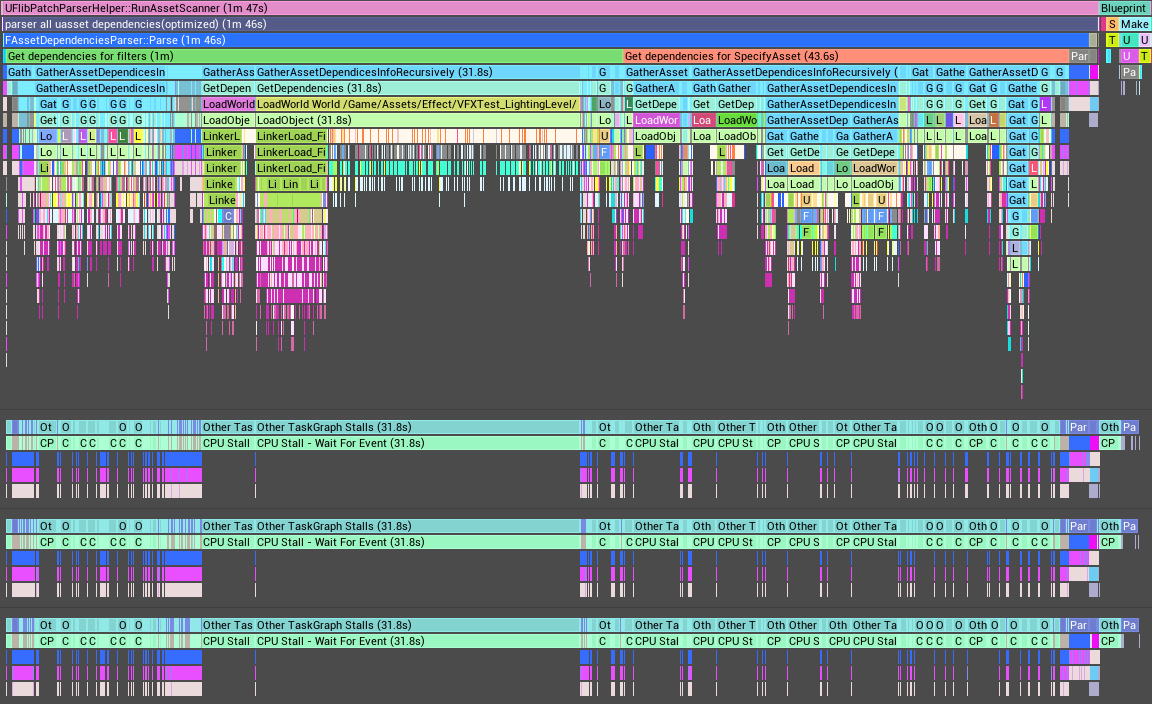 UFlibPatchParserHelper::RunAssetScanner (1m 47s) Blueprint
parser all uasset dependencies(optimized) (1m 46s) S Make
FAssetDependenciesParser::Parse (1m 46s) T U U
Get dependencies for filters (1m) Get dependencies for SpecifyAsset (43.6s) Par U T
Gath GatherAssetDependicesIn GatherAss GatherAssetDependicesInfoRecursively (31.8s) G GatherAsset GatherAssetDependicesInfoRecursively ( Gat Gathe GatherAssetD G G Pa
GatherAssetDependicesIn GetDepen GetDependencies (31.8s) G GatherA Gath Gather GatherAssetDependicesIn G G Gat G Gathe G
Gat G G G G G G LoadWorld LoadWorld World /Game/Assets/Effect/VFXTest_LightingLevel/ Lo L GetDepe Get GetDep GatherAssetDependicesIn G G G Get G Gat G L
Get G G G G G G LoadObje LoadObject (31.8s) Lo L LoadWor Loa LoadWo GatherAssetDep GatherAs L L L Loa L Gat G L
Lo L L L L L L LinkerL LinkerLoad_Fi U LoadObj Loa LoadOb Gat Gathe Ga GatherA L L L Loa L Gat G
Lo L L L L L L Linker LinkerLoad_Fi F L L Get GetDe Ge GetDepe Gat G
Li Linker LinkerLoad_Fi Loa Load Lo LoadWor Gat L
Linke Li Lin Li Loa Load Lo LoadObj Gat L
Linke U L U Gat
C F F G
F F G
L
L
Ot O O O Other Tas Other TaskGraph Stalls (31.8s) Ot Other Ta Oth Other T Oth Other Ot Other Ta O O O Oth O O O Par Oth Pa
CP C C C C C C CPU Stall CPU Stall - Wait For Event (31.8s) C C CPU Stal CPU CPU St CP CPU S CP CPU Stal C C C CP C C C CP
Ot O O O Other Tas Other TaskGraph Stalls (31.8s) Ot Other Ta Oth Other T Oth Other Ot Other Ta O O O Oth O O O Par Oth Pa
CP C C C C C C CPU Stall CPU Stall - Wait For Event (31.8s) C C CPU Stal CPU CPU St CP CPU S CP CPU Stal C C C CP C C C CP
Ot O O O Other Tas Other TaskGraph Stalls (31.8s) Ot Other Ta Oth Other T Oth Other Oth Other Ta O O O Oth O O O Par Oth Pa
CP C C C C C C CPU Stall CPU Stall - Wait For Event (31.8s) C C CPU Stal CPU CPU St CP CPU S CPU CPU Stal C C C CP C C C CP